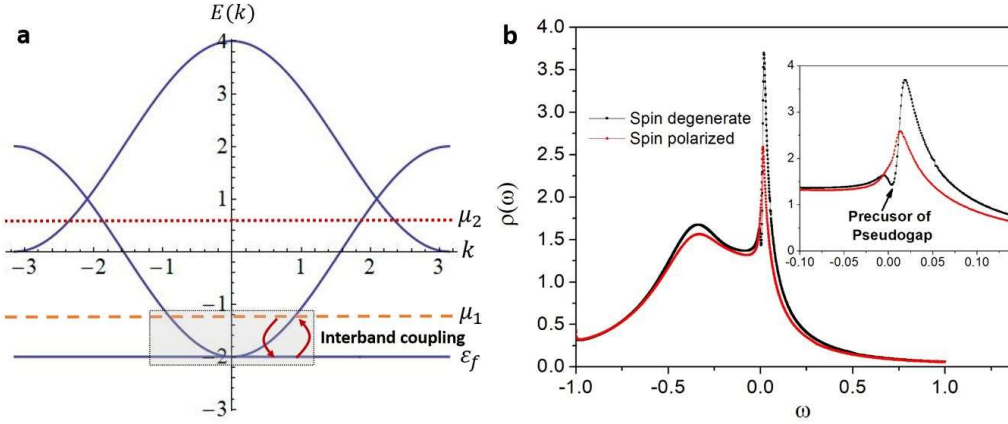 a
E(k)
4
3
2
1
μ₂
−3
−2
−1
1
2
3
k
−1
μ₁
Interband coupling
−2
ε_f
−3
b
4.0
3.5
3.0
2.5
2.0
1.5
1.0
0.5
0.0
ρ(ω)
Spin degenerate
Spin polarized
4
3
2
1
0
-0.10
-0.05
0.00
0.05
0.10
Precusor of
Pseudogap
-1.0
-0.5
0.0
0.5
1.0
ω